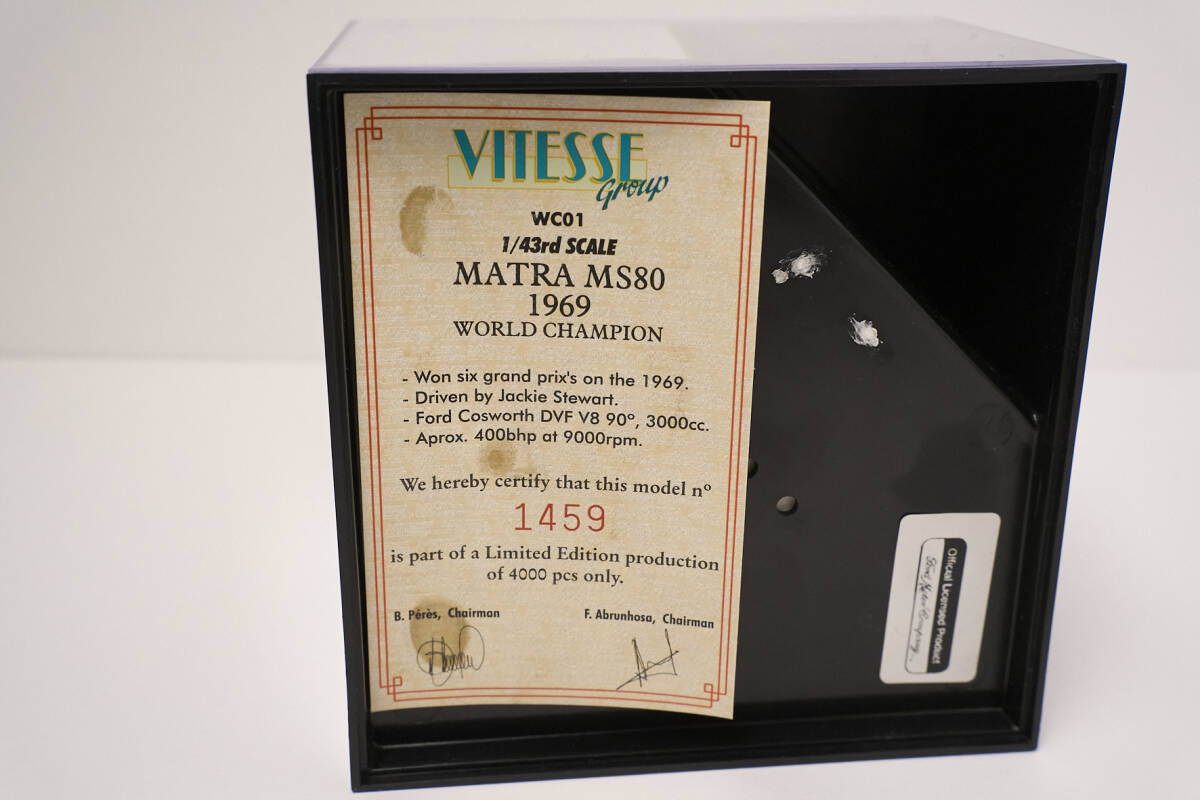 VITESSE
Group
WC01
1/43rd SCALE
MATRA MS80
1969
WORLD CHAMPION
- Won six grand prix's on the 1969.
- Driven by Jackie Stewart.
- Ford Cosworth DVF V8 90º, 3000cc.
- Aprox. 400bhp at 9000rpm.
We hereby certify that this model nº
1459
is part of a Limited Edition production
of 4000 pcs only.
B. Pérès, Chairman
F. Abrunhosa, Chairman
Official Licensed Product
Ford Motor Company